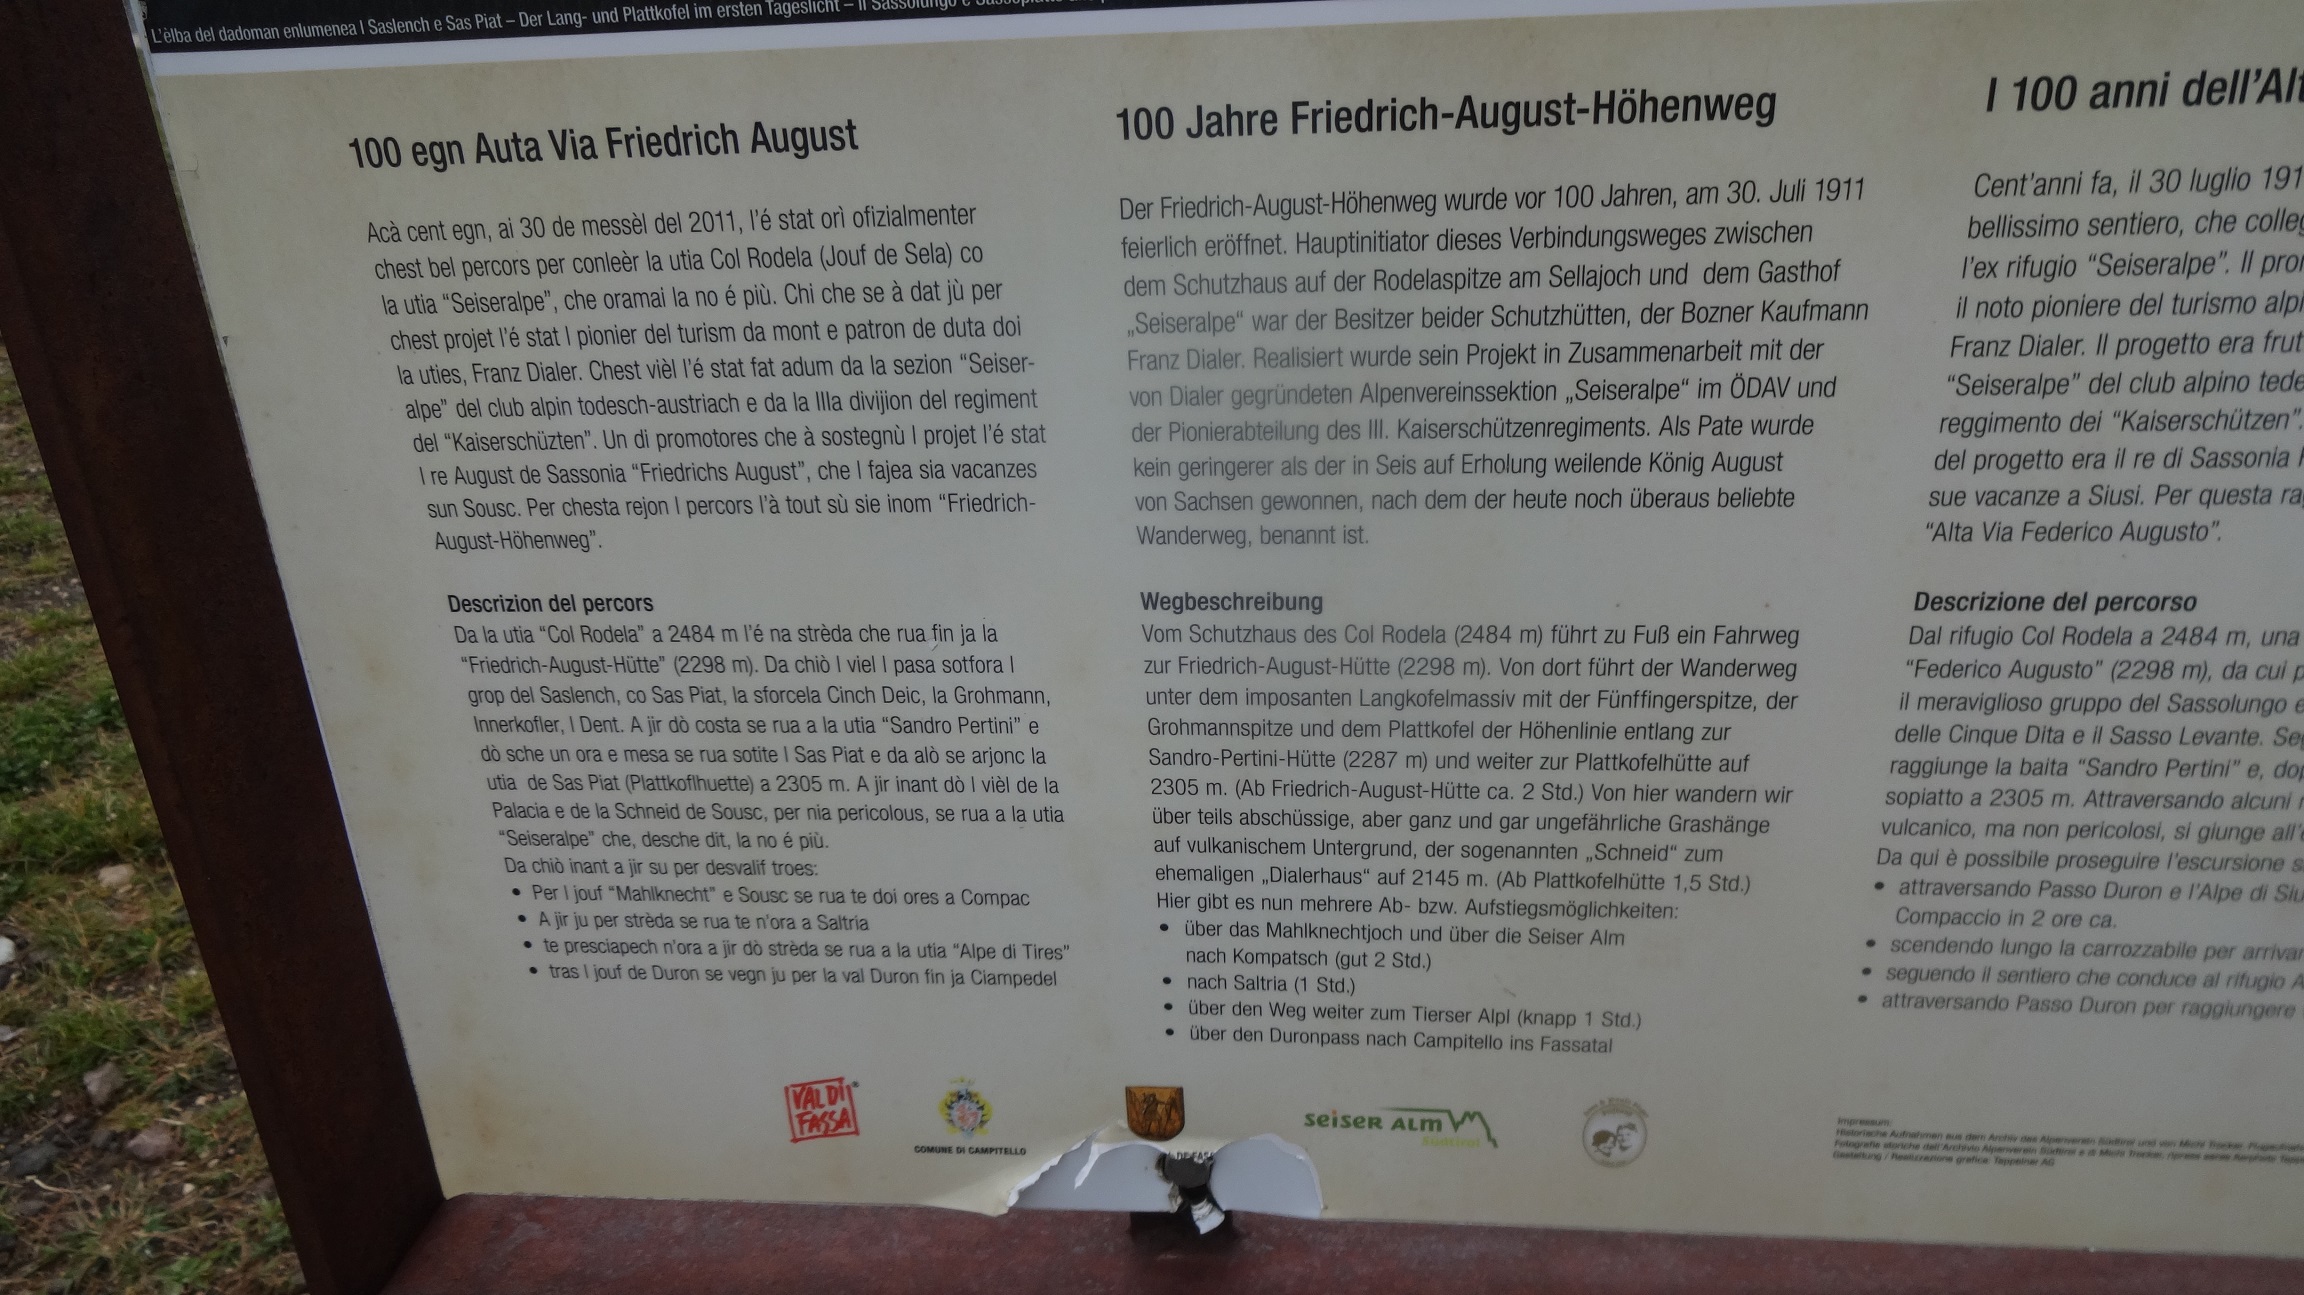 L'èlba del dadoman enlumenea l Saslench e Sas Piat – Der Lang- und Plattkofel im ersten Tageslicht – Il Sassolungo e
100 egn Auta Via Friedrich August
Acà cent egn, ai 30 de messèl del 2011, l'é stat orì ofizialmenter
chest bel percors per conleèr la utia Col Rodela (Jouf de Sela) co
la utia “Seiseralpe”, che oramai la no é più. Chi che se à dat jù per
chest projet l'é stat l pionier del turism da mont e patron de duta doi
la uties, Franz Dialer. Chest vièl l'é stat fat adum da la sezion “Seiser-
alpe” del club alpin todesch-austriach e da la IIIa divijion del regiment
del “Kaiserschüzten”. Un di promotores che à sostegnù l projet l'é stat
l re August de Sassonia “Friedrichs August”, che l fajea sia vacanzes
sun Sousc. Per chesta rejon l percors l'à tout sù sie inom “Friedrich-
August-Höhenweg”.
Descrizion del percors
Da la utia “Col Rodela” a 2484 m l'é na strèda che rua fin ja la
“Friedrich-August-Hütte” (2298 m). Da chiò l viel l pasa sotfora l
grop del Saslench, co Sas Piat, la sforcela Cinch Deic, la Grohmann,
Innerkofler, l Dent. A jir dò costa se rua a la utia “Sandro Pertini” e
dò sche un ora e mesa se rua sotite l Sas Piat e da alò se arjonc la
utia de Sas Piat (Plattkoflhuette) a 2305 m. A jir inant dò l vièl de la
Palacia e de la Schneid de Sousc, per nia pericolous, se rua a la utia
“Seiseralpe” che, desche dit, la no é più.
Da chiò inant a jir su per desvalif troes:
• Per l jouf “Mahlknecht” e Sousc se rua te doi ores a Compac
• A jir ju per strèda se rua te n'ora a Saltria
• te presciapech n'ora a jir dò strèda se rua a la utia “Alpe di Tires”
• tras l jouf de Duron se vegn ju per la val Duron fin ja Ciampedel
100 Jahre Friedrich-August-Höhenweg
Der Friedrich-August-Höhenweg wurde vor 100 Jahren, am 30. Juli 1911
feierlich eröffnet. Hauptinitiator dieses Verbindungsweges zwischen
dem Schutzhaus auf der Rodelaspitze am Sellajoch und dem Gasthof
„Seiseralpe“ war der Besitzer beider Schutzhütten, der Bozner Kaufmann
Franz Dialer. Realisiert wurde sein Projekt in Zusammenarbeit mit der
von Dialer gegründeten Alpenvereinssektion „Seiseralpe“ im ÖDAV und
der Pionierabteilung des III. Kaiserschützenregiments. Als Pate wurde
kein geringerer als der in Seis auf Erholung weilende König August
von Sachsen gewonnen, nach dem der heute noch überaus beliebte
Wanderweg, benannt ist.
Wegbeschreibung
Vom Schutzhaus des Col Rodela (2484 m) führt zu Fuß ein Fahrweg
zur Friedrich-August-Hütte (2298 m). Von dort führt der Wanderweg
unter dem imposanten Langkofelmassiv mit der Fünffingerspitze, der
Grohmannspitze und dem Plattkofel der Höhenlinie entlang zur
Sandro-Pertini-Hütte (2287 m) und weiter zur Plattkofelhütte auf
2305 m. (Ab Friedrich-August-Hütte ca. 2 Std.) Von hier wandern wir
über teils abschüssige, aber ganz und gar ungefährliche Grashänge
auf vulkanischem Untergrund, der sogenannten „Schneid“ zum
ehemaligen „Dialerhaus“ auf 2145 m. (Ab Plattkofelhütte 1,5 Std.)
Hier gibt es nun mehrere Ab- bzw. Aufstiegsmöglichkeiten:
• über das Mahlknechtjoch und über die Seiser Alm
nach Kompatsch (gut 2 Std.)
• nach Saltria (1 Std.)
• über den Weg weiter zum Tierser Alpl (knapp 1 Std.)
• über den Duronpass nach Campitello ins Fassatal
I 100 anni dell'Alt
Cent'anni fa, il 30 luglio 191
bellissimo sentiero, che colleg
l'ex rifugio “Seiseralpe”. Il pro
il noto pioniere del turismo alpi
Franz Dialer. Il progetto era frut
“Seiseralpe” del club alpino tede
reggimento dei “Kaiserschützen”.
del progetto era il re di Sassonia
sue vacanze a Siusi. Per questa ra
“Alta Via Federico Augusto”.
Descrizione del percorso
Dal rifugio Col Rodela a 2484 m, una
“Federico Augusto” (2298 m), da cui p
il meraviglioso gruppo del Sassolungo e
delle Cinque Dita e il Sasso Levante. Seg
raggiunge la baita “Sandro Pertini” e, dop
sopiatto a 2305 m. Attraversando alcuni
vulcanico, ma non pericolosi, si giunge all'
Da qui è possibile proseguire l'escursione s
• attraversando Passo Duron e l'Alpe di Siu
Compaccio in 2 ore ca.
• scendendo lungo la carrozzabile per arrivar
• seguendo il sentiero che conduce al rifugio A
• attraversando Passo Duron per raggiungere
VAL DI
FASSA
COMUNE DI CAMPITELLO
SEISER ALM
Südtirol
Impressum:
Historische Aufnahmen aus dem Archiv des Alpenverein Südtirol und von
Fotografie storiche dell'Archivio Alpenverein Südtirol e di
Gestaltung / Realizzazione grafica: Tappeiner AG